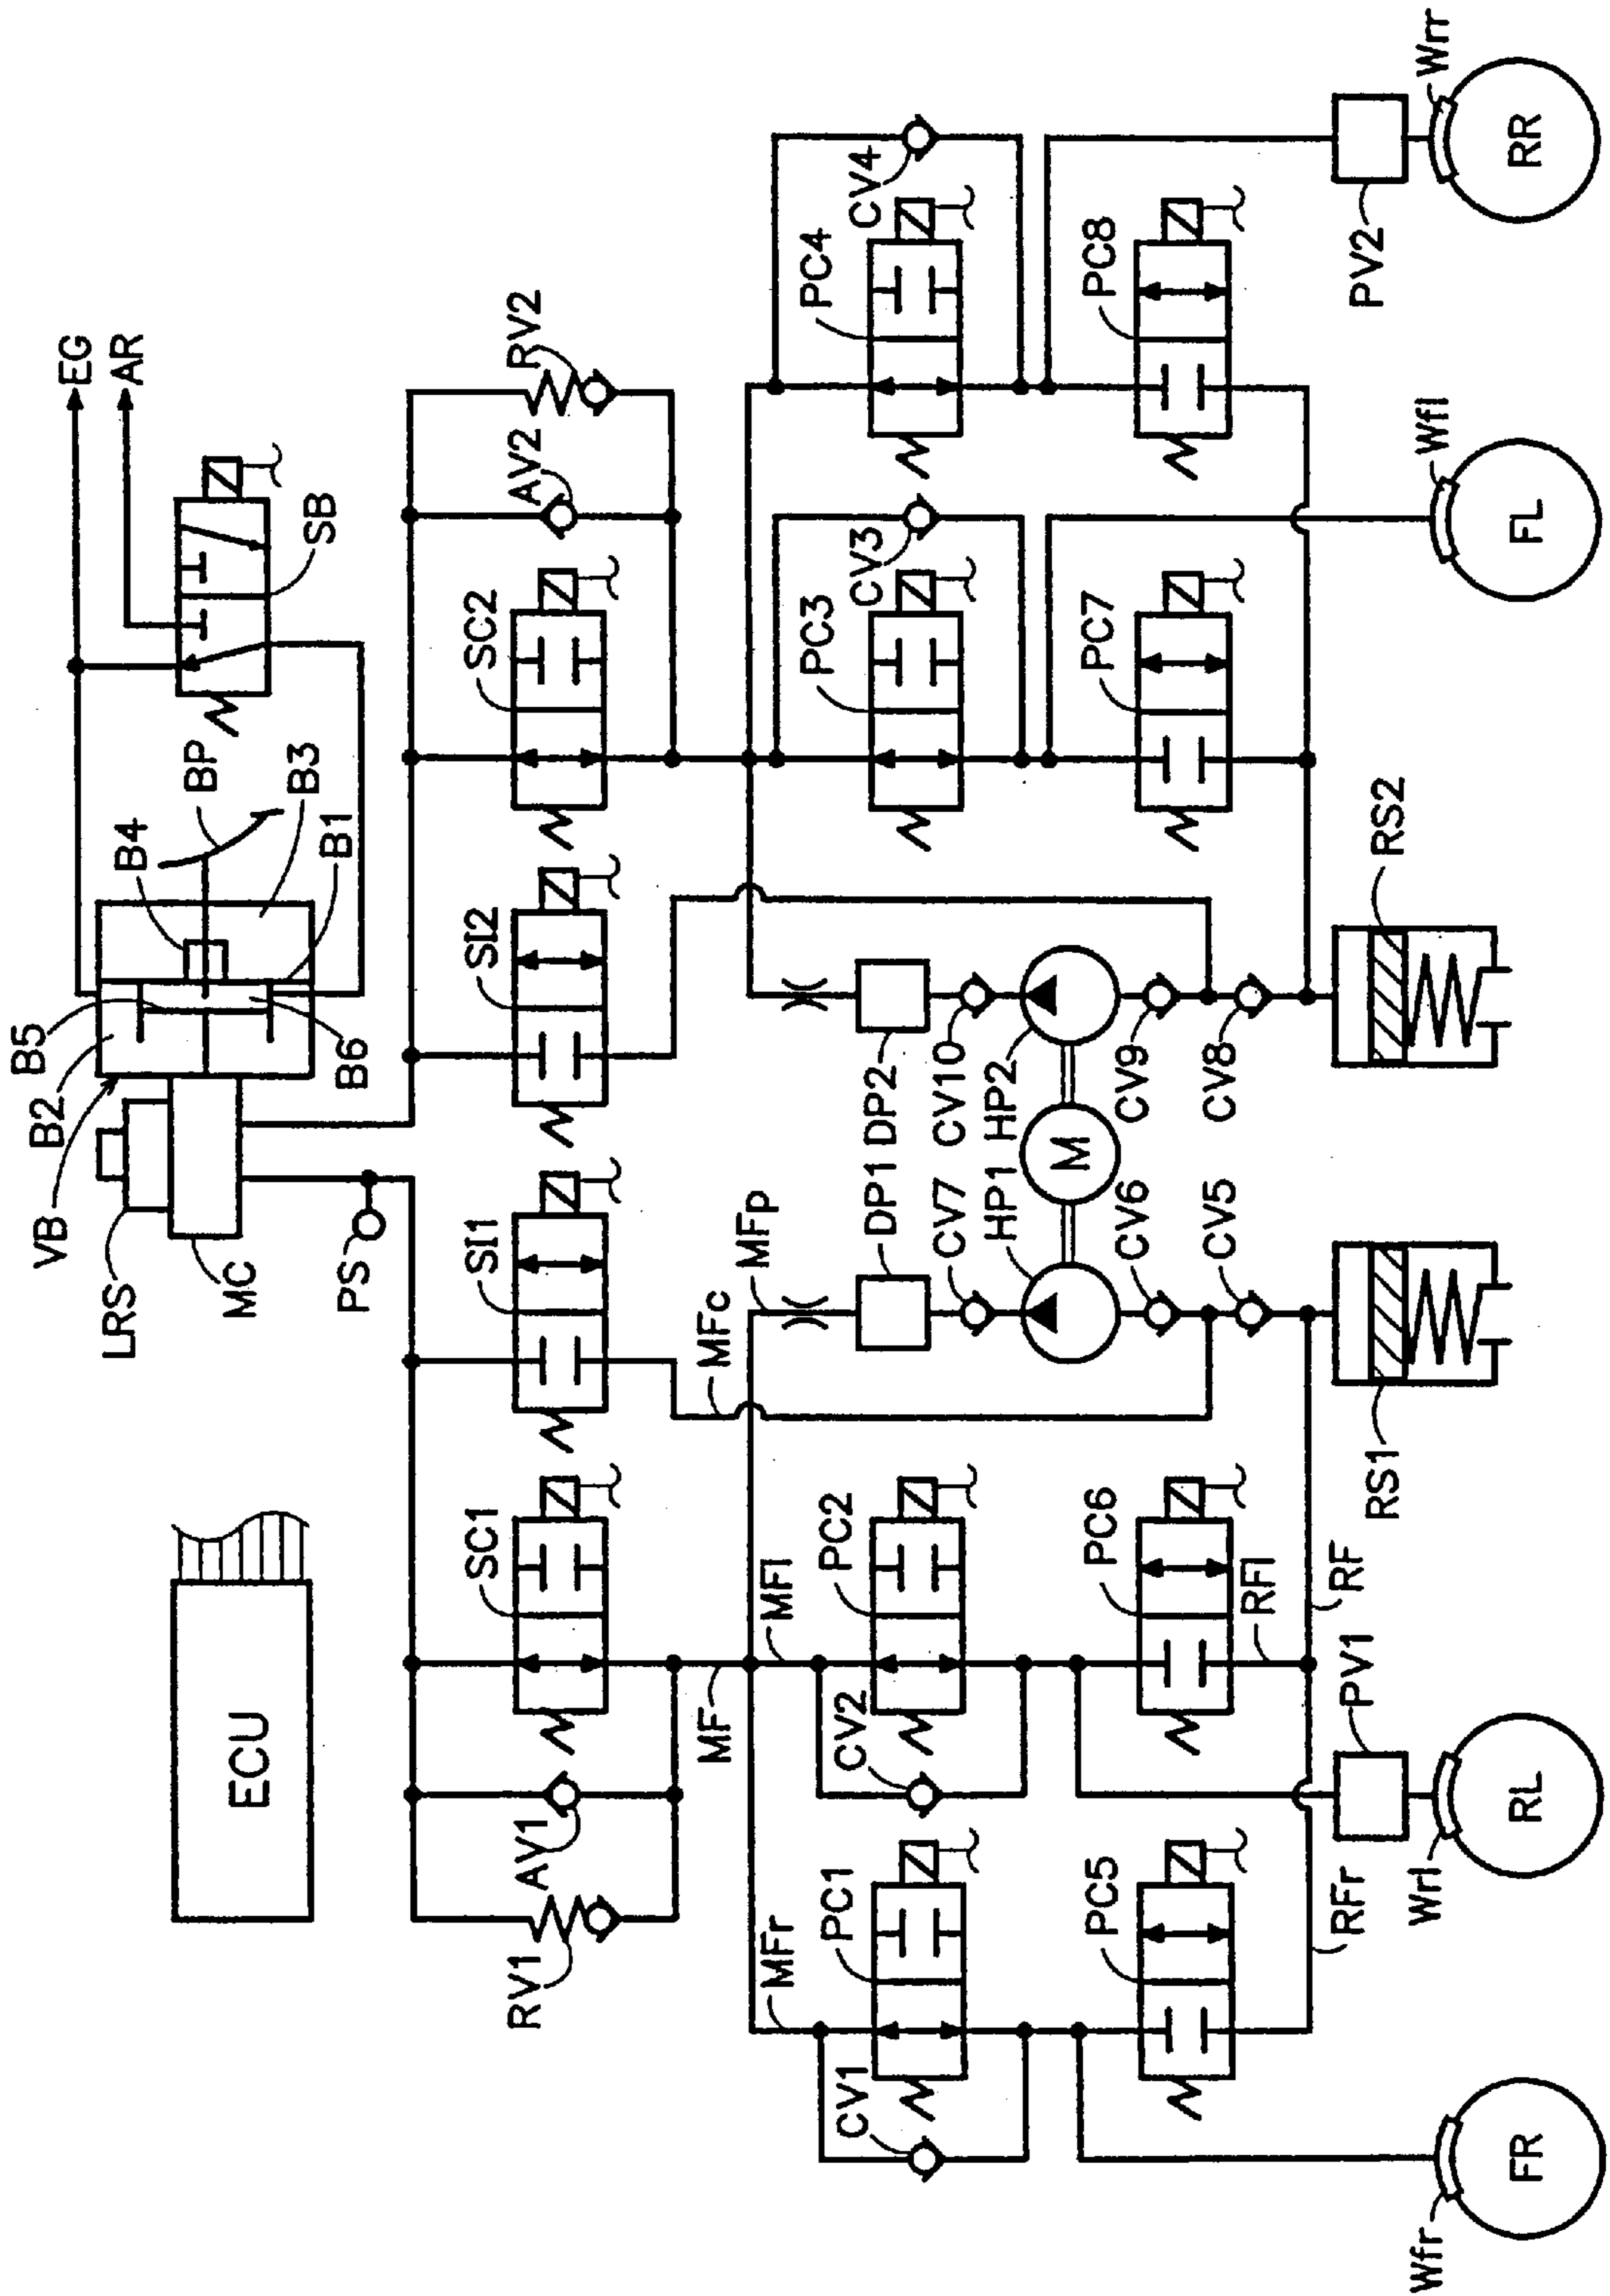 EG
AR
SB
BP
B4
B3
B1
B5
B2
B6
VB
LRS
MC
PS
ECU
RV2
AV2
SC2
SI2
SI1
SC1
AY1
RV1
MFp
MFc
MF
MFl
MFr
CV4
PC4
CV3
PC3
DP2
DP1
PC2
CV2
PC1
CV1
CV10
CV7
HP2
HP1
M
PC8
PC7
CV9
CV6
CV8
CV5
PC6
PC5
RFl
RF
RFr
RS2
RS1
PV2
PV1
Wrr
Wfl
Wrl
Wfr
RR
FL
RL
FR